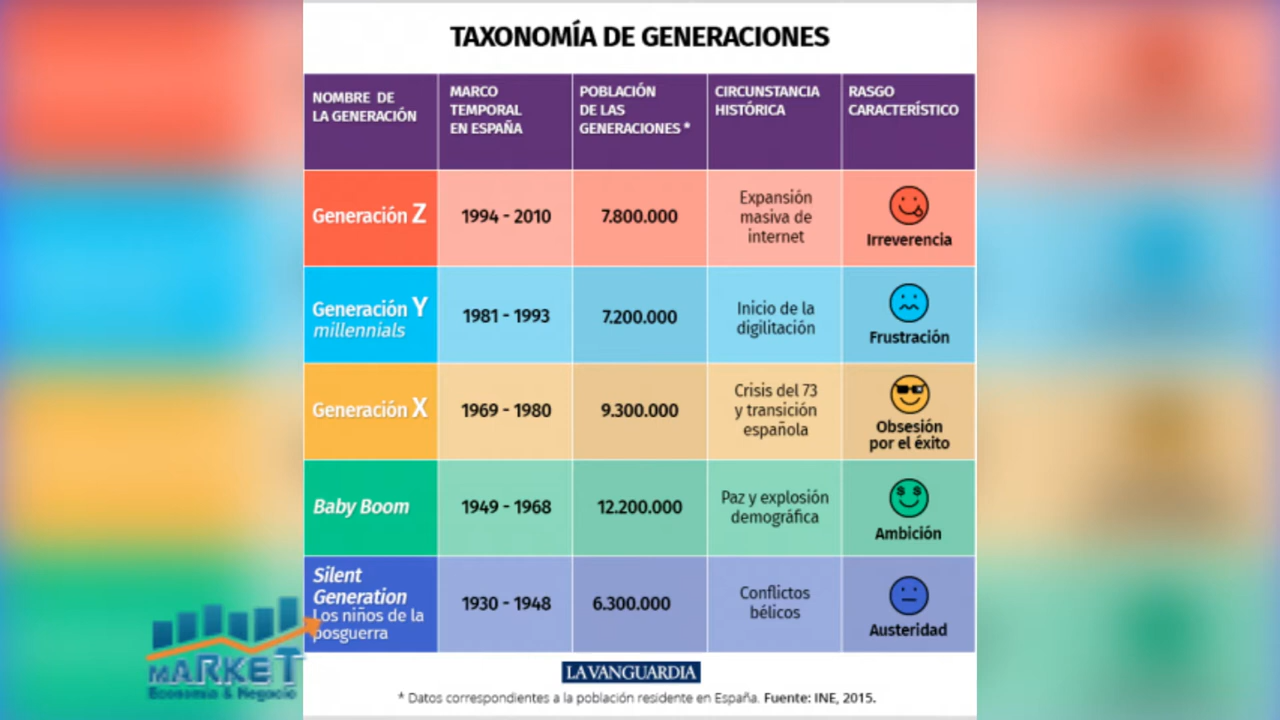 TAXONOMÍA DE GENERACIONES
NOMBRE DE
LA GENERACIÓN
MARCO
TEMPORAL
EN ESPAÑA
POBLACIÓN
DE LAS
GENERACIONES *
CIRCUNSTANCIA
HISTÓRICA
RASGO
CARACTERÍSTICO
Generación Z
1994 - 2010
7.800.000
Expansión
masiva de
internet
Irreverencia
Generación Y
millennials
1981 - 1993
7.200.000
Inicio de la
digilitación
Frustración
Generación X
1969 - 1980
9.300.000
Crisis del 73
y transición
española
Obsesión
por el éxito
Baby Boom
1949 - 1968
12.200.000
Paz y explosión
demográfica
Ambición
Silent
Generation
Los niños de la
posguerra
1930 - 1948
6.300.000
Conflictos
bélicos
Austeridad
MARKET
Economía & Negocio
LA VANGUARDIA
* Datos correspondientes a la población residente en España. Fuente: INE, 2015.